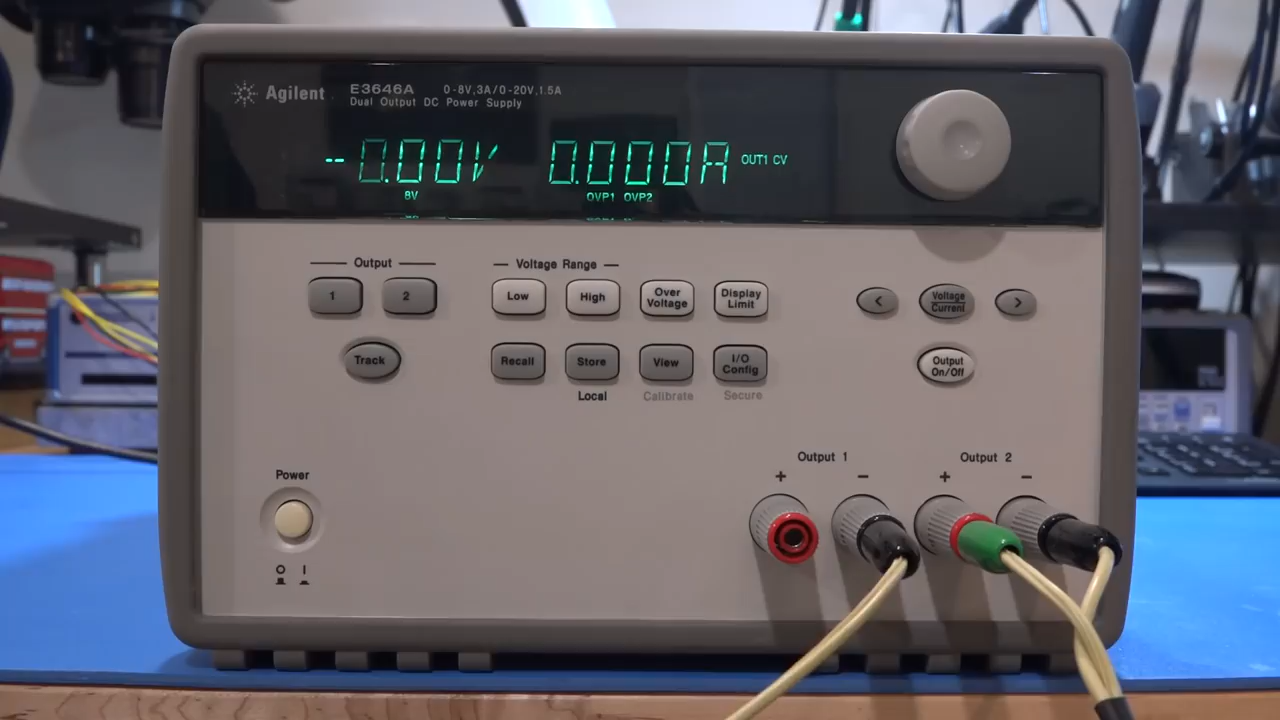 Agilent E3646A 0-8V,3A/0-20V,1.5A
Dual Output DC Power Supply
--0.00V 0.000A OUT1 CV
8V OVP1 OVP2
Output Voltage Range
1 2 Low High Over Voltage Display Limit < Voltage Current >
Track Recall Store View I/O Config Output On/Off
Local Calibrate Secure
Output 1 Output 2
Power + - + -
O I